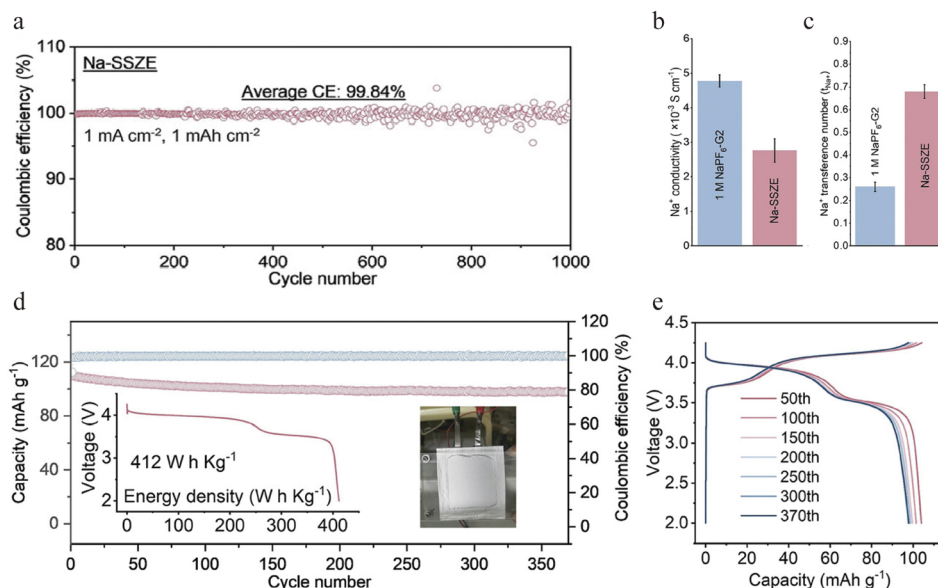 a
110
100
90
80
Coulombic efficiency (%)
Na-SSZE
Average CE: 99.84%
1 mA cm⁻², 1 mAh cm⁻²
0
200
400
600
800
1000
Cycle number
b
6
5
4
3
2
1
0
Na⁺ conductivity ( ×10⁻³ S cm⁻¹)
1 M NaPF₆-G2
Na-SSZE
c
0.9
0.8
0.7
0.6
0.5
0.4
0.3
0.2
0.1
0.0
Na⁺ transference number (t_Na+)
1 M NaPF₆-G2
Na-SSZE
d
120
80
40
0
Capacity (mAh g⁻¹)
120
100
80
60
40
20
0
Coulombic efficiency (%)
4
3
2
Voltage (V)
412 W h Kg⁻¹
Energy density (W h Kg⁻¹)
0
100
200
300
400
0
50
100
150
200
250
300
350
Cycle number
e
4.5
4.0
3.5
3.0
2.5
2.0
Voltage (V)
50th
100th
150th
200th
250th
300th
370th
0
20
40
60
80
100
Capacity (mAh g⁻¹)